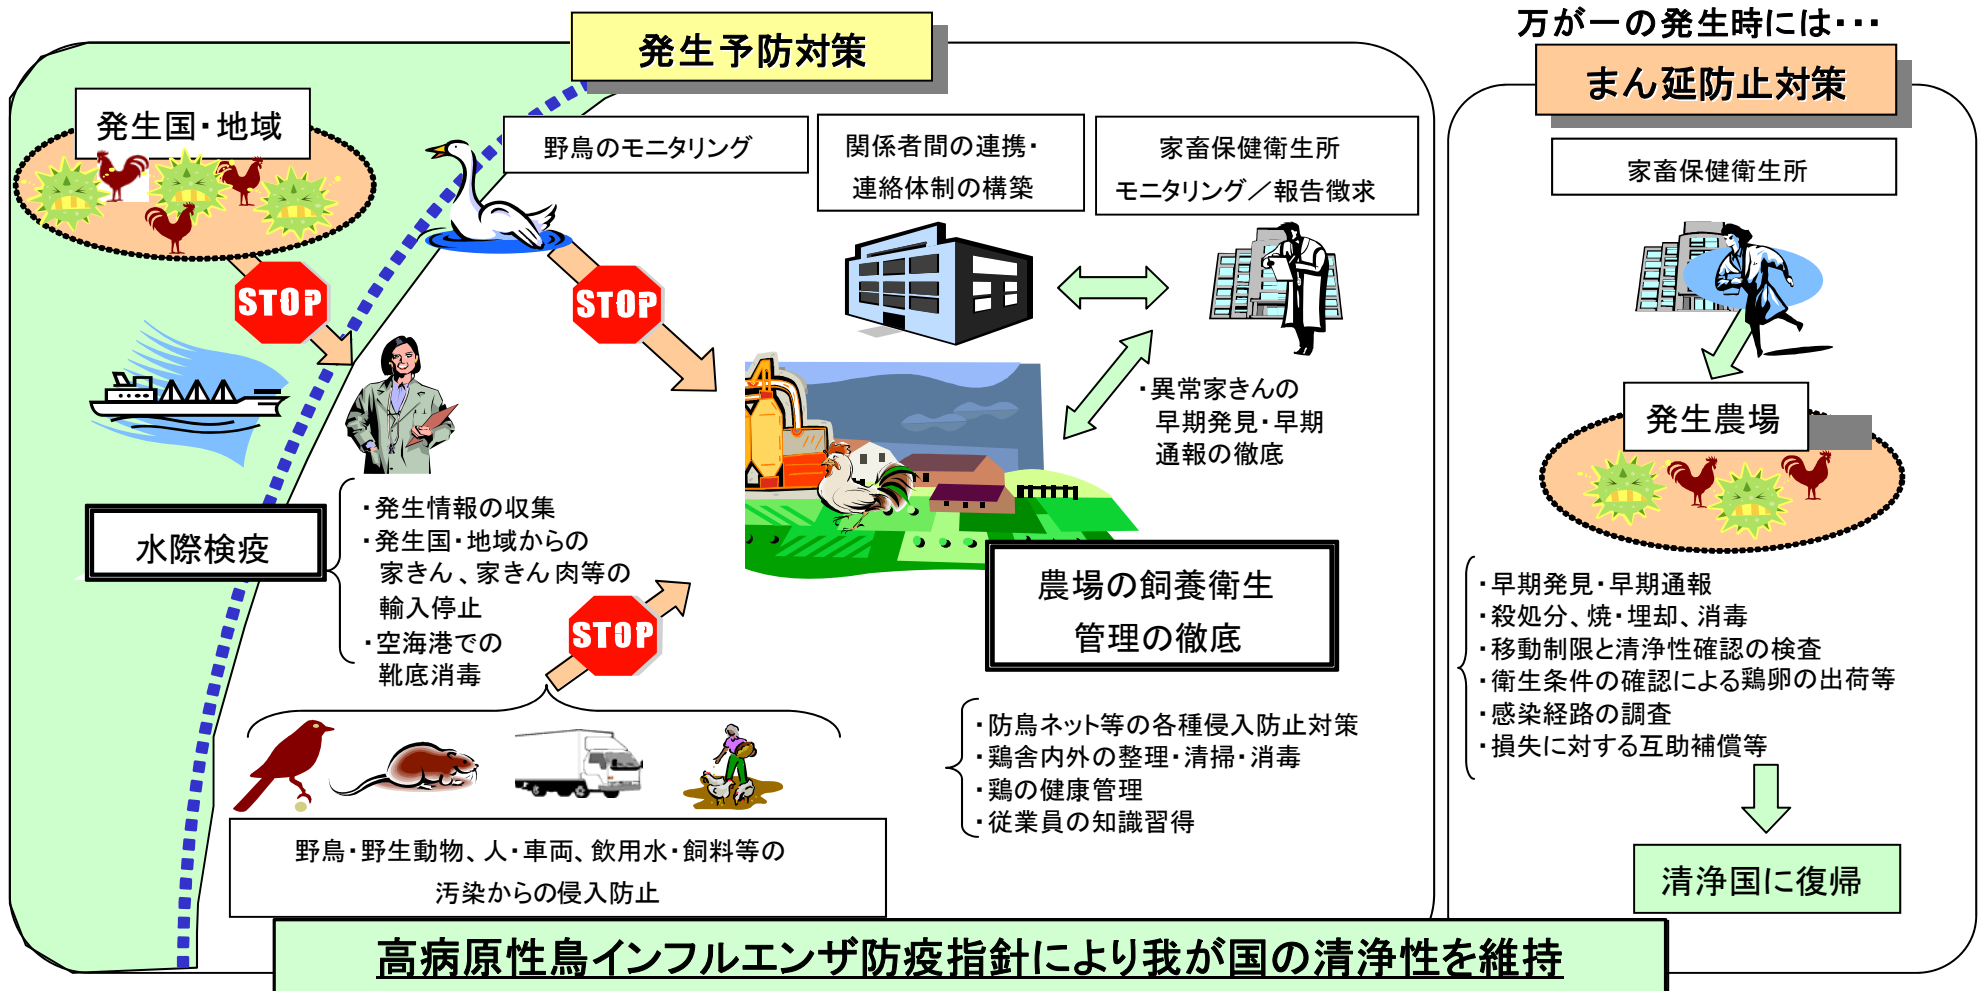 万が一の発生時には･･･
発生予防対策
まん延防止対策
発生国・地域
野鳥のモニタリング
関係者間の連携・
連絡体制の構築
家畜保健衛生所
モニタリング／報告徴求
家畜保健衛生所
STOP
STOP
・異常家きんの
早期発見・早期
通報の徹底
発生農場
水際検疫
・発生情報の収集
・発生国・地域からの
家きん、家きん肉等の
輸入停止
・空海港での
靴底消毒
STOP
農場の飼養衛生
管理の徹底
・早期発見・早期通報
・殺処分、焼・埋却、消毒
・移動制限と清浄性確認の検査
・衛生条件の確認による鶏卵の出荷等
・感染経路の調査
・損失に対する互助補償等
・防鳥ネット等の各種侵入防止対策
・鶏舎内外の整理・清掃・消毒
・鶏の健康管理
・従業員の知識習得
野鳥・野生動物、人・車両、飲用水・飼料等の
汚染からの侵入防止
清浄国に復帰
高病原性鳥インフルエンザ防疫指針により我が国の清浄性を維持